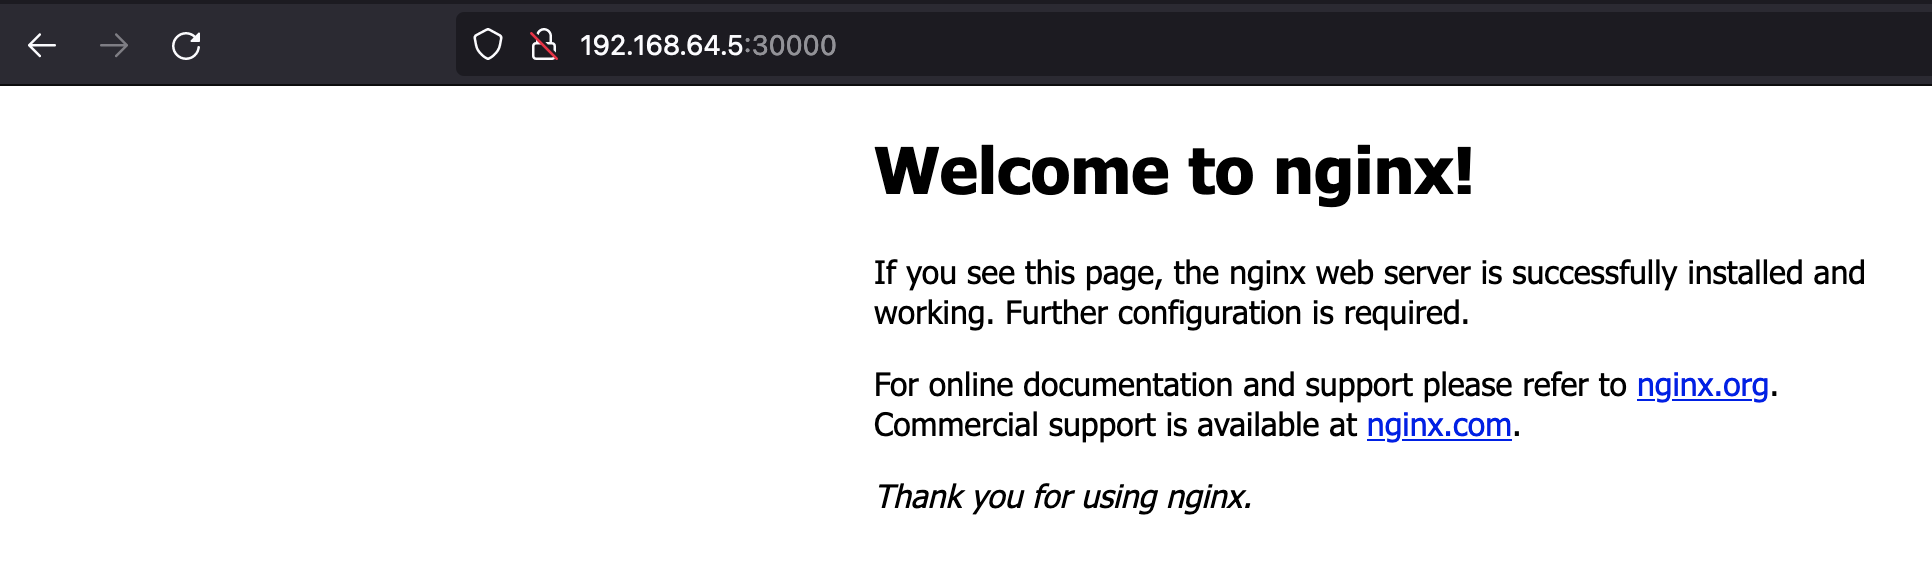 192.168.64.5:30000
Welcome to nginx!
If you see this page, the nginx web server is successfully installed and
working. Further configuration is required.
For online documentation and support please refer to nginx.org.
Commercial support is available at nginx.com.
Thank you for using nginx.